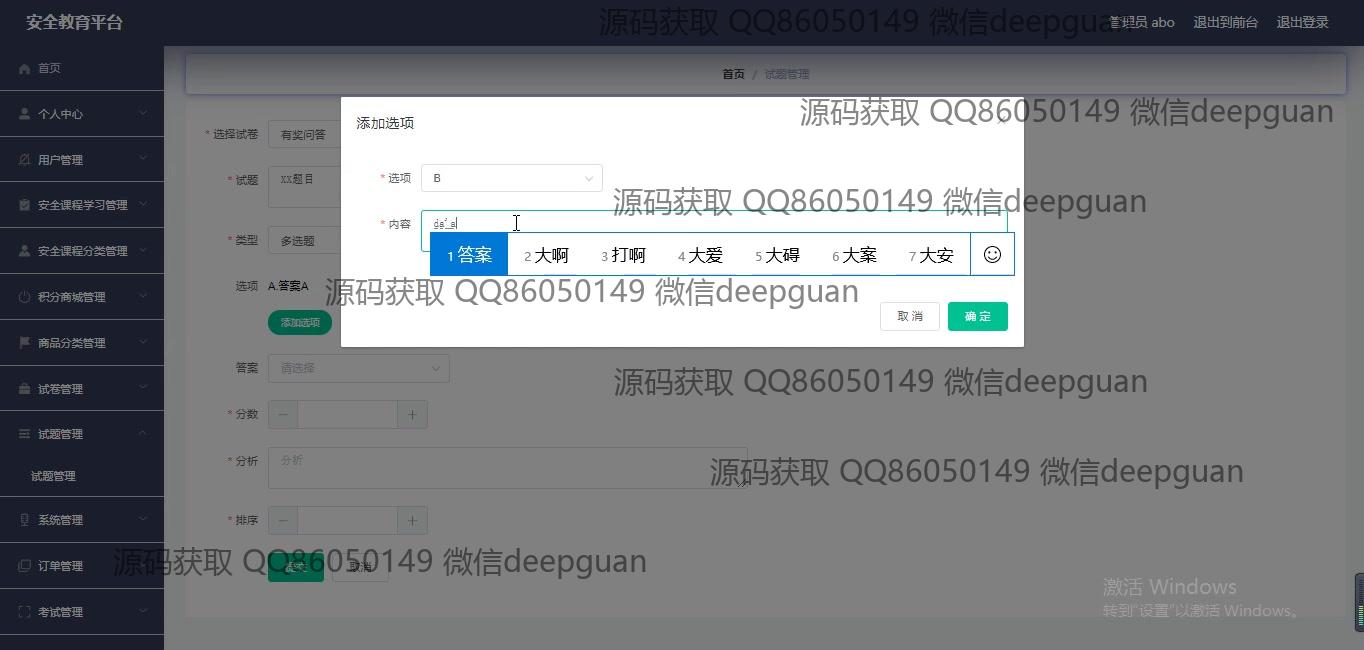 安全教育平台
源码获取 QQ86050149 微信deepguan
管理员 abo
退出到前台
退出登录
首页
首页 / 试题管理
个人中心
用户管理
安全课程学习管理
安全课程分类管理
积分商城管理
商品分类管理
试卷管理
试题管理
试题管理
系统管理
订单管理
考试管理
源码获取 QQ86050149 微信deepguan
添加选项
* 选择试卷 有奖问答
* 试题 XX题目
* 选项 B
源码获取 QQ86050149 微信deepguan
* 内容 da'a
* 类型 多选题
1 答案 2 大啊 3 打啊 4 大爱 5 大碍 6 大案 7 大安
选项 A.答案A
源码获取 QQ86050149 微信deepguan
取消 确定
添加选项
答案 请选择
源码获取 QQ86050149 微信deepguan
* 分数
* 分析 分析
源码获取 QQ86050149 微信deepguan
* 排序
源码获取 QQ86050149 微信deepguan
提交 取消
激活 Windows
转到"设置"以激活 Windows。